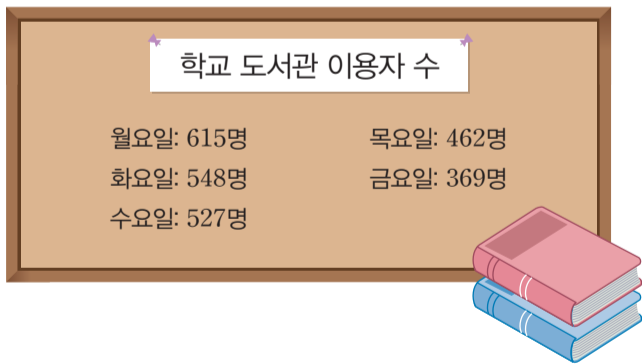 학교 도서관 이용자 수
월요일: 615명
화요일: 548명
수요일: 527명
목요일: 462명
금요일: 369명